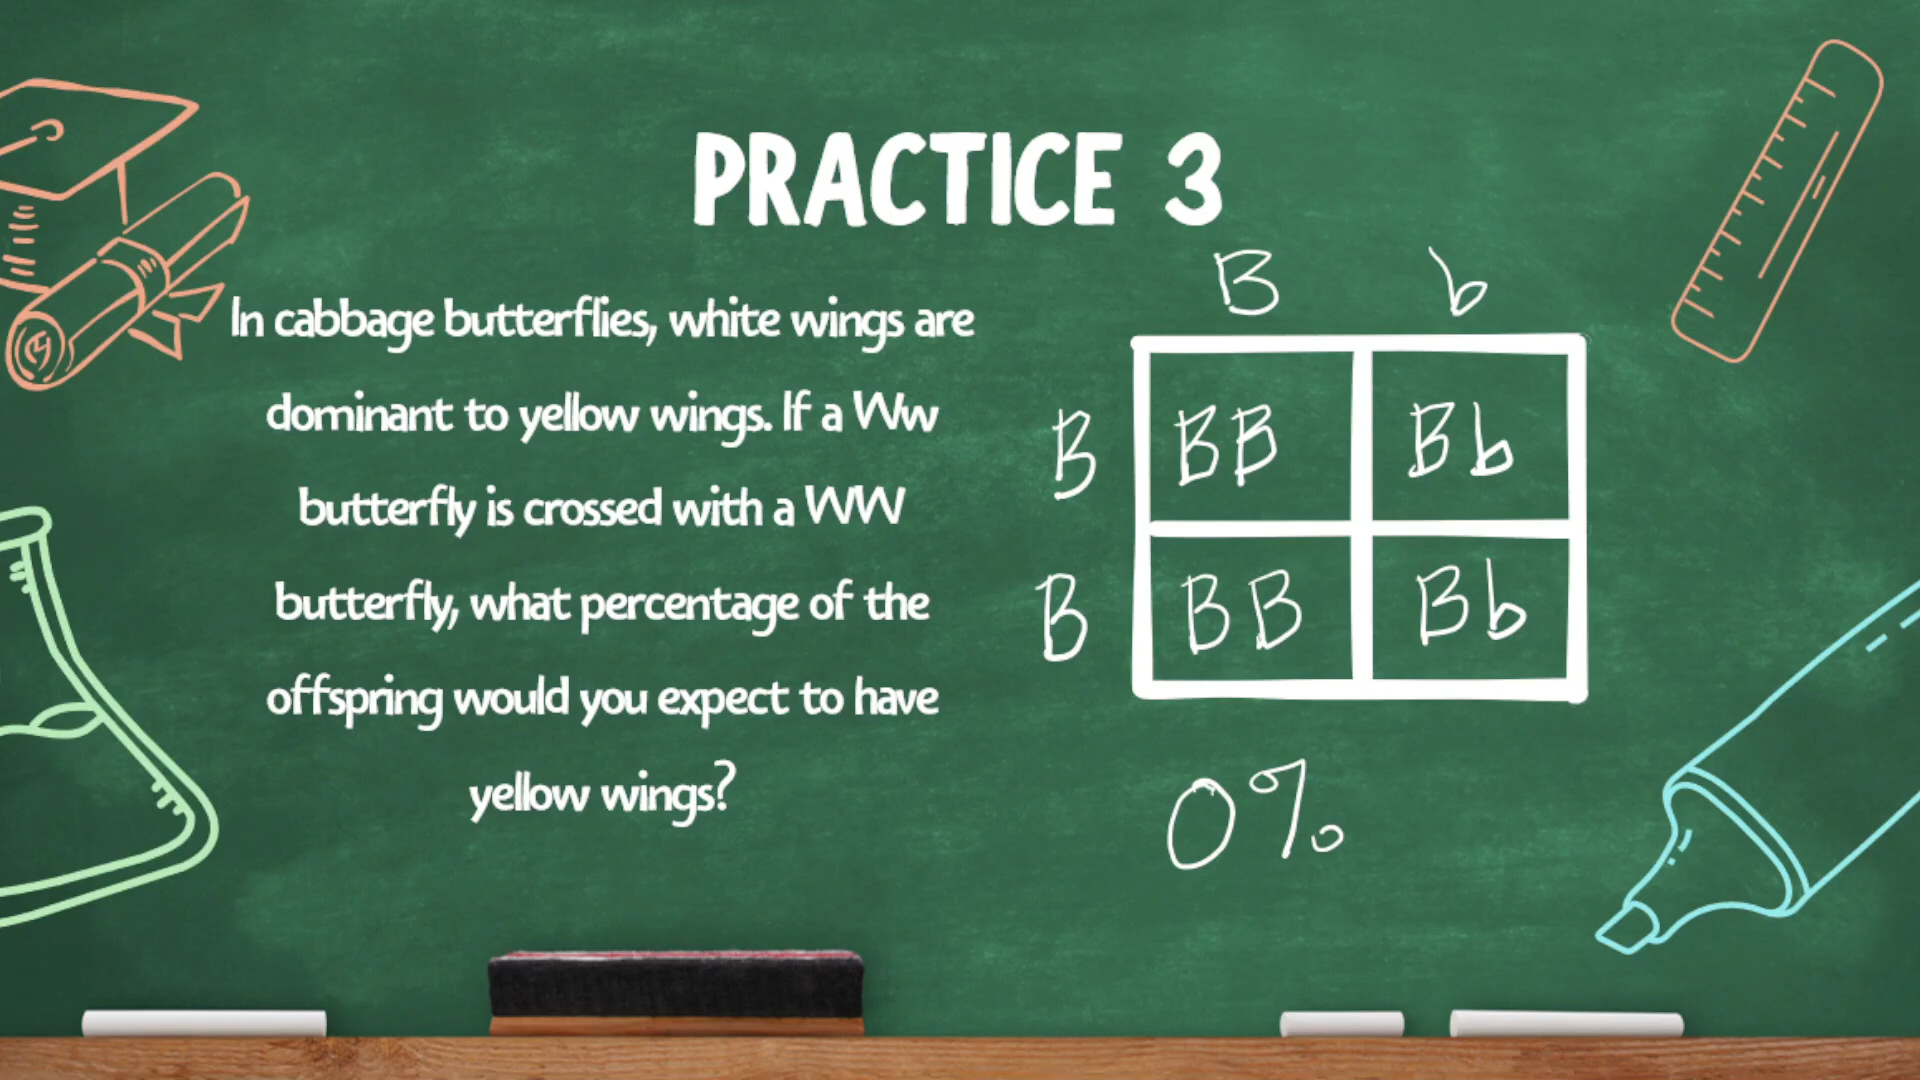 PRACTICE 3
In cabbage butterflies, white wings are
dominant to yellow wings. If a Ww
butterfly is crossed with a WW
butterfly, what percentage of the
offspring would you expect to have
yellow wings?
B b
B BB Bb
B BB Bb
0%